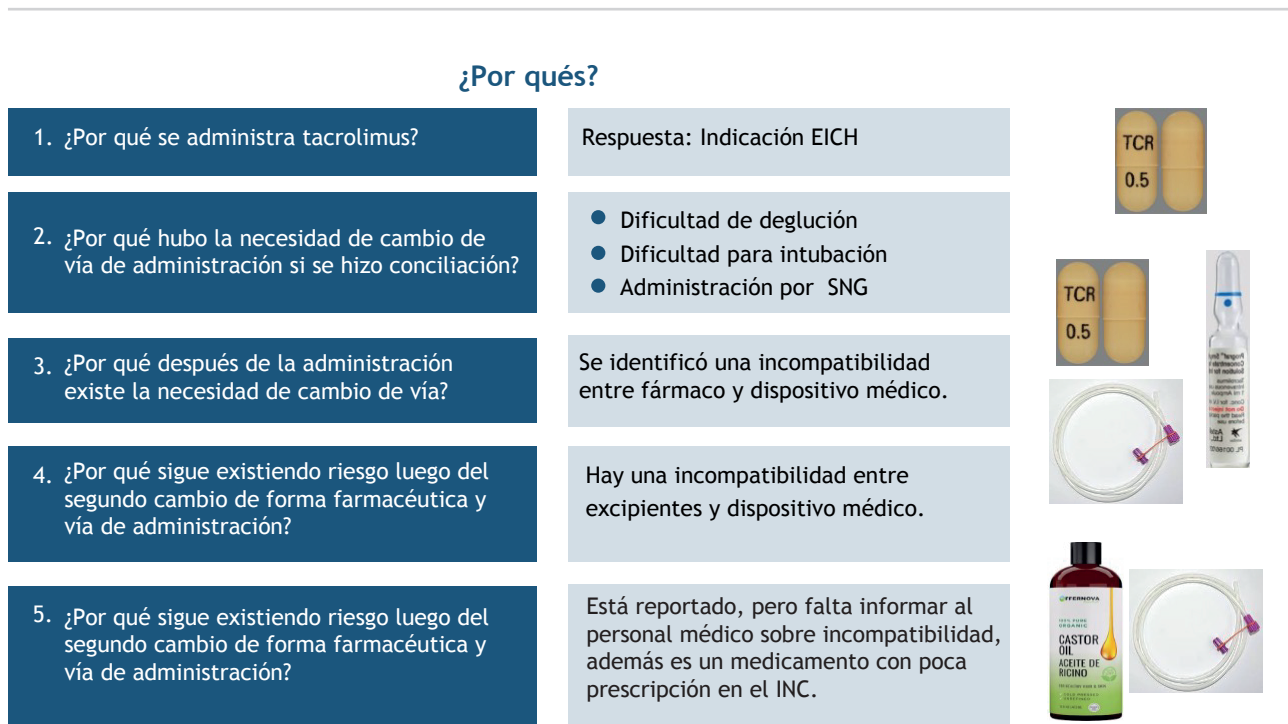 ¿Por qués?
1. ¿Por qué se administra tacrolimus?
Respuesta: Indicación EICH
2. ¿Por qué hubo la necesidad de cambio de
vía de administración si se hizo conciliación?
● Dificultad de deglución
● Dificultad para intubación
● Administración por SNG
3. ¿Por qué después de la administración
existe la necesidad de cambio de vía?
Se identificó una incompatibilidad
entre fármaco y dispositivo médico.
4. ¿Por qué sigue existiendo riesgo luego del
segundo cambio de forma farmacéutica y
vía de administración?
Hay una incompatibilidad entre
excipientes y dispositivo médico.
5. ¿Por qué sigue existiendo riesgo luego del
segundo cambio de forma farmacéutica y
vía de administración?
Está reportado, pero falta informar al
personal médico sobre incompatibilidad,
además es un medicamento con poca
prescripción en el INC.
TCR
0.5
TCR
0.5
FFERNOVA
100% PURE
ORGANIC
CASTOR
OIL
ACEITE DE
RICINO